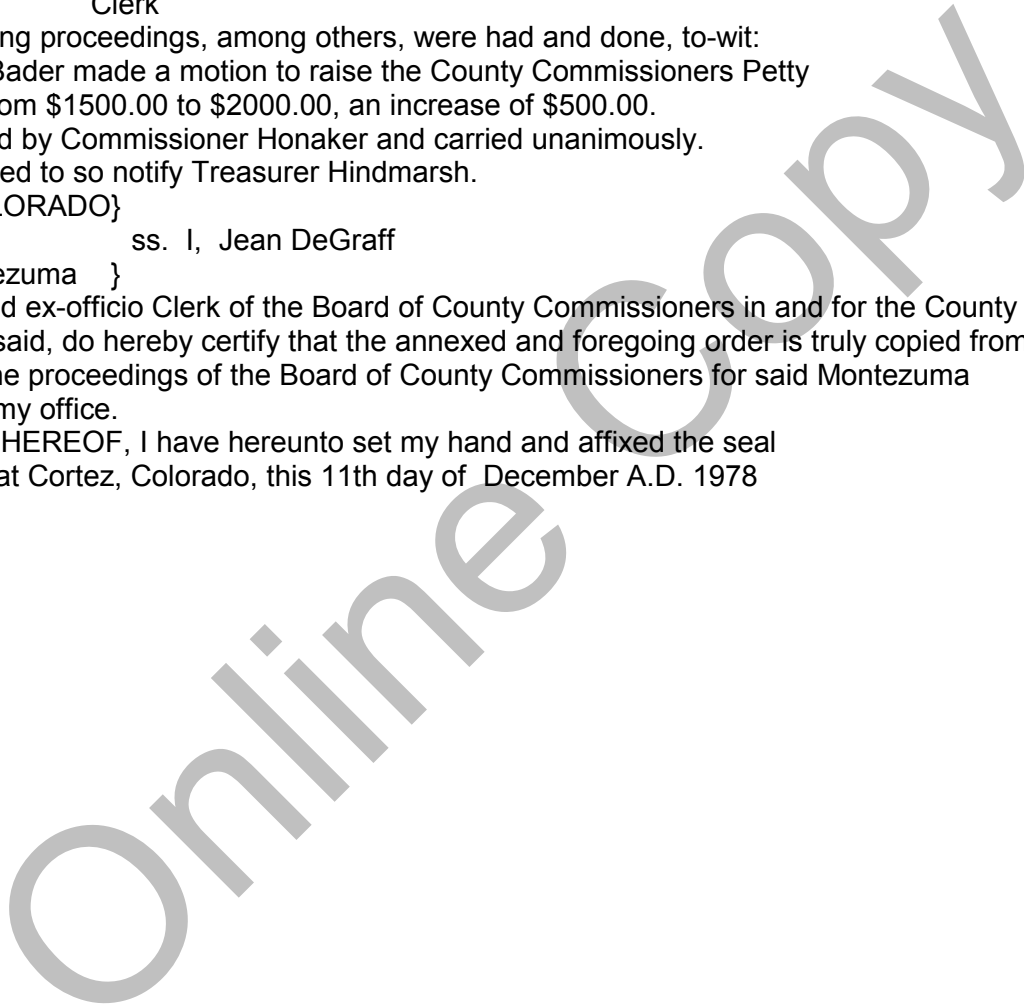 Clerk
ng proceedings, among others, were had and done, to-wit:
Bader made a motion to raise the County Commissioners Petty
om $1500.00 to $2000.00, an increase of $500.00.
d by Commissioner Honaker and carried unanimously.
ed to so notify Treasurer Hindmarsh.
LORADO}
ss. I, Jean DeGraff
ezuma }
d ex-officio Clerk of the Board of County Commissioners in and for the County
said, do hereby certify that the annexed and foregoing order is truly copied from
he proceedings of the Board of County Commissioners for said Montezuma
my office.
HEREOF, I have hereunto set my hand and affixed the seal
at Cortez, Colorado, this 11th day of December A.D. 1978
Online Copy